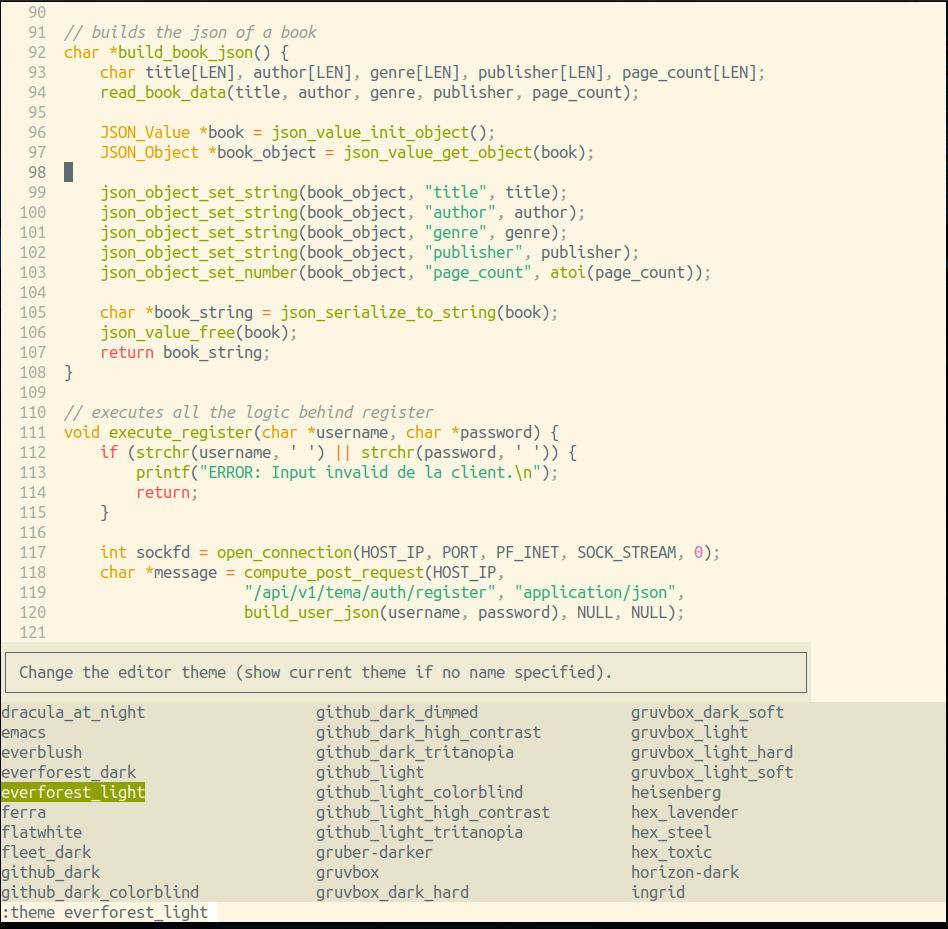 90
91 // builds the json of a book
92 char *build_book_json() {
93     char title[LEN], author[LEN], genre[LEN], publisher[LEN], page_count[LEN];
94     read_book_data(title, author, genre, publisher, page_count);
95
96     JSON_Value *book = json_value_init_object();
97     JSON_Object *book_object = json_value_get_object(book);
98
99     json_object_set_string(book_object, "title", title);
100     json_object_set_string(book_object, "author", author);
101     json_object_set_string(book_object, "genre", genre);
102     json_object_set_string(book_object, "publisher", publisher);
103     json_object_set_number(book_object, "page_count", atoi(page_count));
104
105     char *book_string = json_serialize_to_string(book);
106     json_value_free(book);
107     return book_string;
108 }
109
110 // executes all the logic behind register
111 void execute_register(char *username, char *password) {
112     if (strchr(username, ' ') || strchr(password, ' ')) {
113         printf("ERROR: Input invalid de la client.\n");
114         return;
115     }
116
117     int sockfd = open_connection(HOST_IP, PORT, PF_INET, SOCK_STREAM, 0);
118     char *message = compute_post_request(HOST_IP,
119                     "/api/v1/tema/auth/register", "application/json",
120                     build_user_json(username, password), NULL, NULL);
121
Change the editor theme (show current theme if no name specified).
dracula_at_night github_dark_dimmed gruvbox_dark_soft
emacs github_dark_high_contrast gruvbox_light
everblush github_dark_tritanopia gruvbox_light_hard
everforest_dark github_light gruvbox_light_soft
everforest_light github_light_colorblind heisenberg
ferra github_light_high_contrast hex_lavender
flatwhite github_light_tritanopia hex_steel
fleet_dark gruber-darker hex_toxic
github_dark gruvbox horizon-dark
github_dark_colorblind gruvbox_dark_hard ingrid
:theme everforest_light